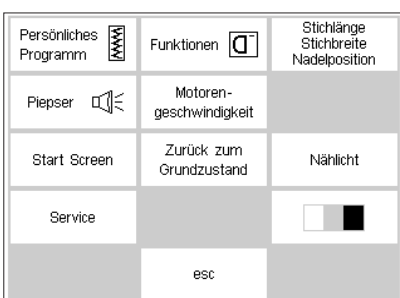 Persönliches
Programm
Funktionen
Stichlänge
Stichbreite
Nadelposition
Piepser
Motoren-
geschwindigkeit
Start Screen
Zurück zum
Grundzustand
Nählicht
Service
esc